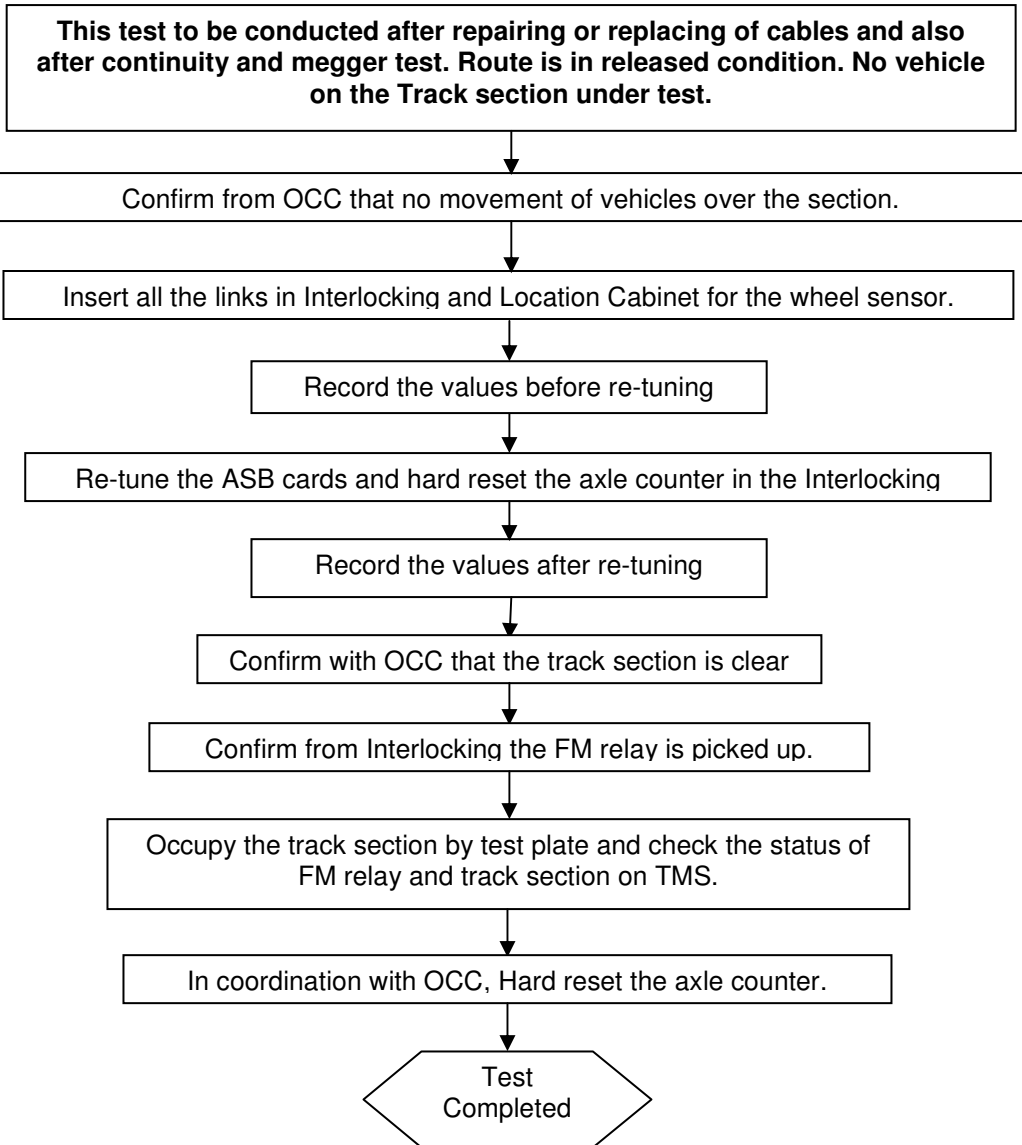 This test to be conducted after repairing or replacing of cables and also
after continuity and megger test. Route is in released condition. No vehicle
on the Track section under test.
Confirm from OCC that no movement of vehicles over the section.
Insert all the links in Interlocking and Location Cabinet for the wheel sensor.
Record the values before re-tuning
Re-tune the ASB cards and hard reset the axle counter in the Interlocking
Record the values after re-tuning
Confirm with OCC that the track section is clear
Confirm from Interlocking the FM relay is picked up.
Occupy the track section by test plate and check the status of
FM relay and track section on TMS.
In coordination with OCC, Hard reset the axle counter.
Test
Completed